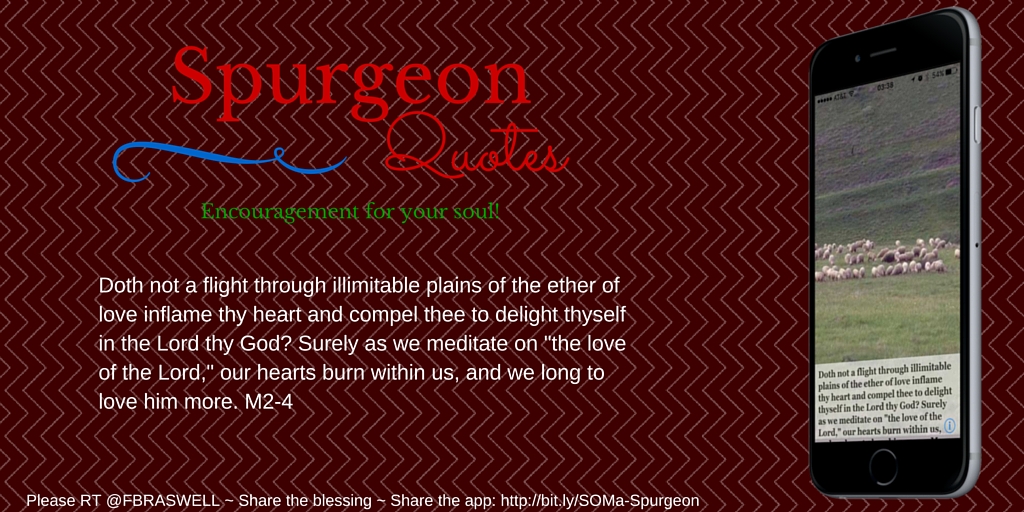 Spurgeon
Quotes
Encouragement for your soul!
Doth not a flight through illimitable plains of the ether of
love inflame thy heart and compel thee to delight thyself
in the Lord thy God? Surely as we meditate on "the love
of the Lord," our hearts burn within us, and we long to
love him more. M2-4
Please RT @FBRASWELL ~ Share the blessing ~ Share the app: http://bit.ly/SOMa-Spurgeon
AT&T 03:38 54%
Doth not a flight through illimitable
plains of the ether of love inflame
thy heart and compel thee to delight
thyself in the Lord thy God? Surely
as we meditate on "the love of the
Lord," our hearts burn within us,